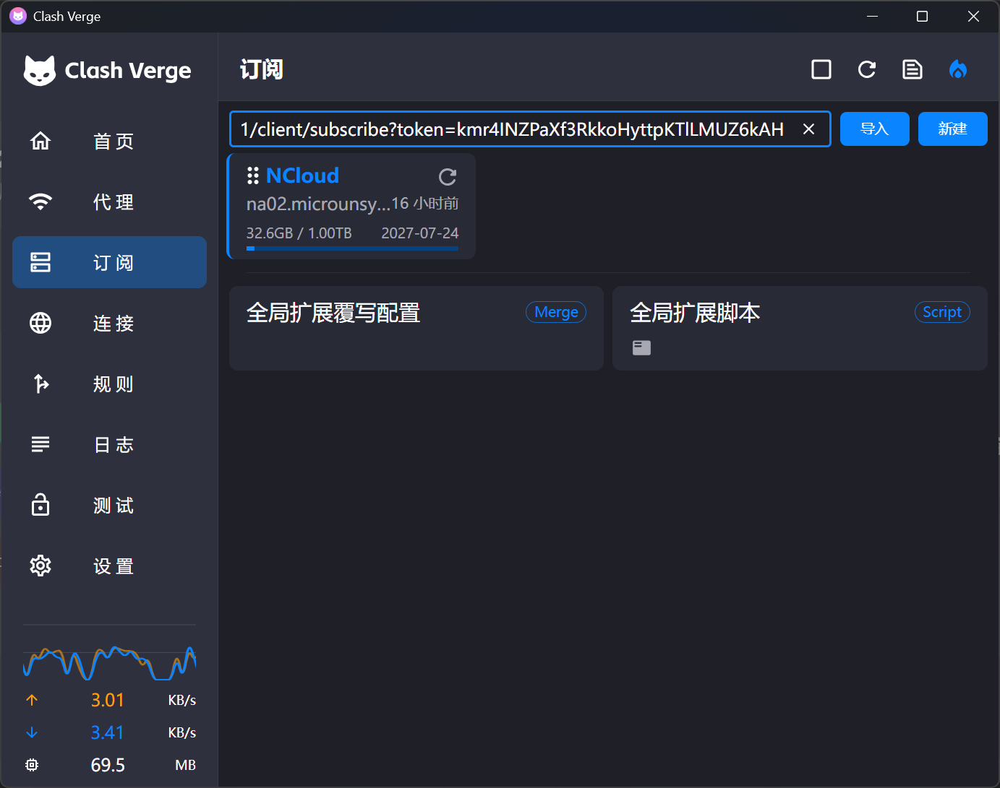 Clash Verge
Clash Verge
订阅
首页
代理
订阅
连接
规则
日志
测试
设置
1/client/subscribe?token=kmr4INZPaXf3RkkoHyttpKTlLMUZ6kAH
导入
新建
NCloud
na02.microunsy...16 小时前
32.6GB / 1.00TB 2027-07-24
全局扩展覆写配置 Merge
全局扩展脚本 Script
3.01 KB/s
3.41 KB/s
69.5 MB